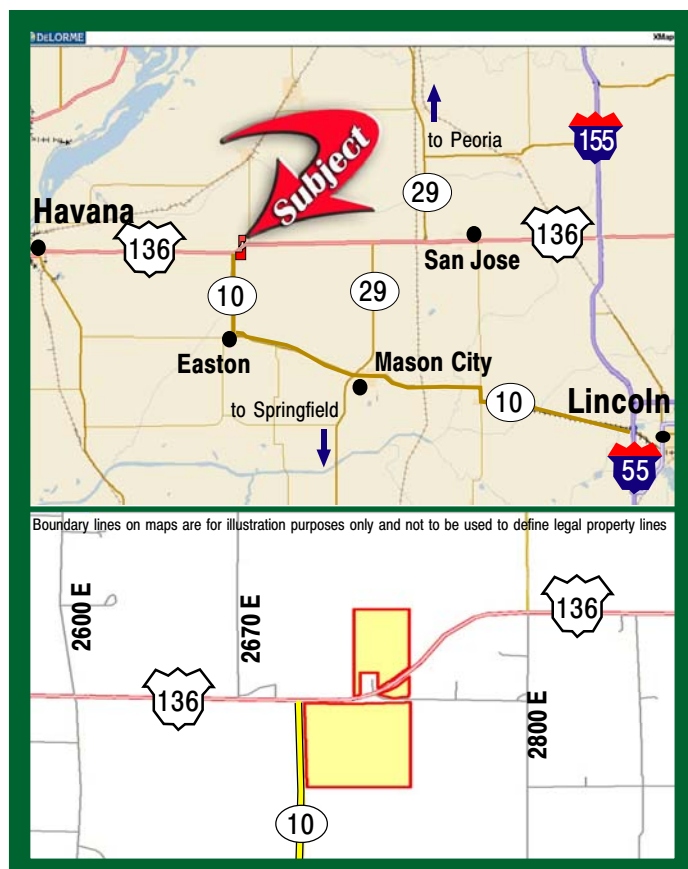 DELORME
XMap
to Peoria
155
Subject
29
Havana
136
136
San Jose
10
29
Easton
Mason City
to Springfield
10
Lincoln
55
Boundary lines on maps are for illustration purposes only and not to be used to define legal property lines
2600 E
2670 E
136
136
2800 E
10